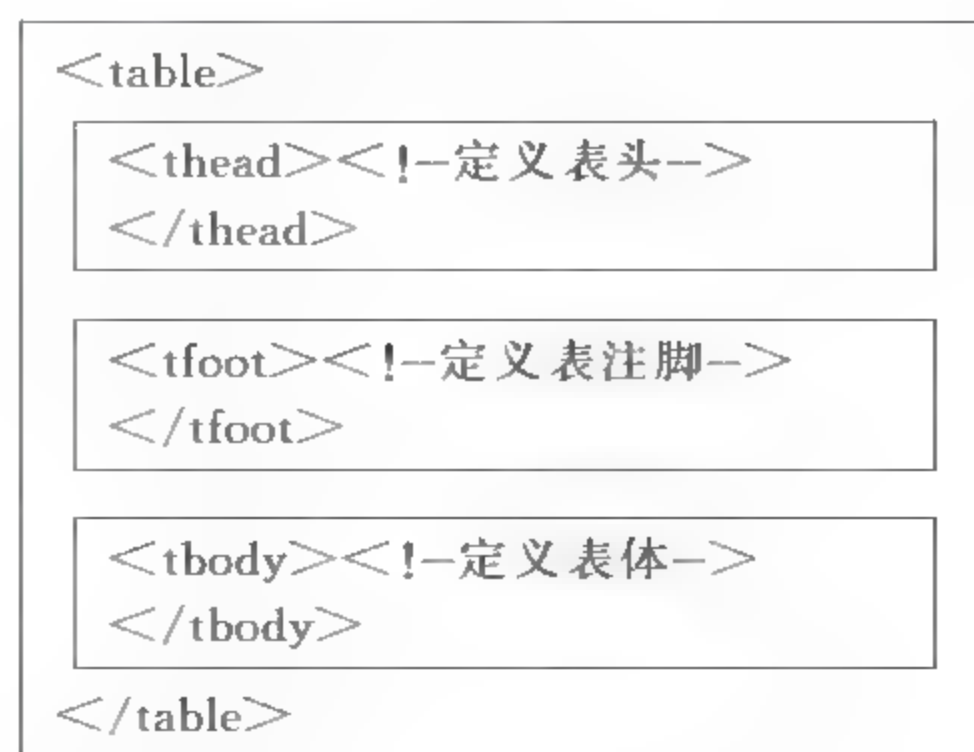 <table>
<thead><!--定义表头-->
</thead>
<tfoot><!--定义表注脚-->
</tfoot>
<tbody><!--定义表体-->
</tbody>
</table>